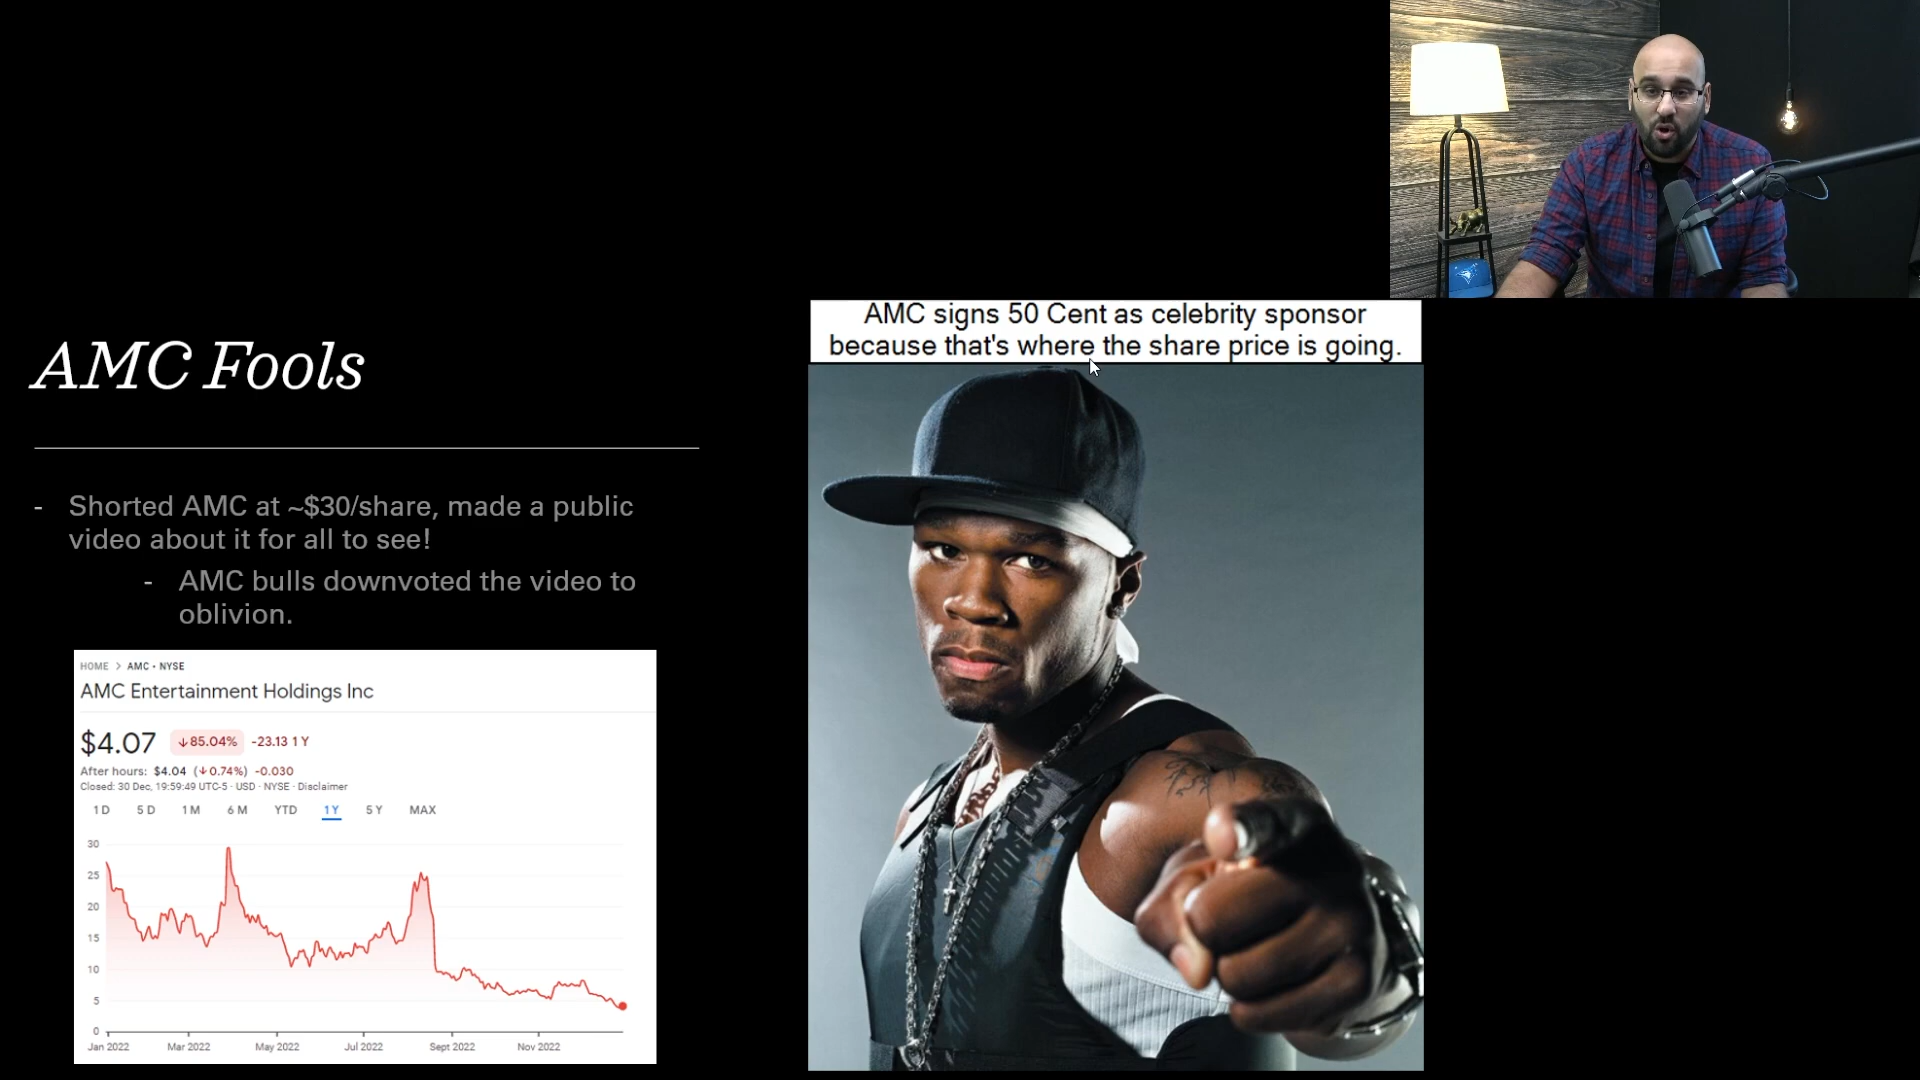 AMC signs 50 Cent as celebrity sponsor
because that's where the share price is going.
AMC Fools
- Shorted AMC at ~$30/share, made a public
video about it for all to see!
- AMC bulls downvoted the video to
oblivion.
HOME > AMC • NYSE
AMC Entertainment Holdings Inc
$4.07 ↓85.04% -23.13 1 Y
After hours: $4.04 (↓0.74%) -0.030
Closed: 30 Dec, 19:59:49 UTC-5 · USD · NYSE · Disclaimer
1 D 5 D 1 M 6 M YTD 1 Y 5 Y MAX
30
25
20
15
10
5
0
Jan 2022 Mar 2022 May 2022 Jul 2022 Sept 2022 Nov 2022